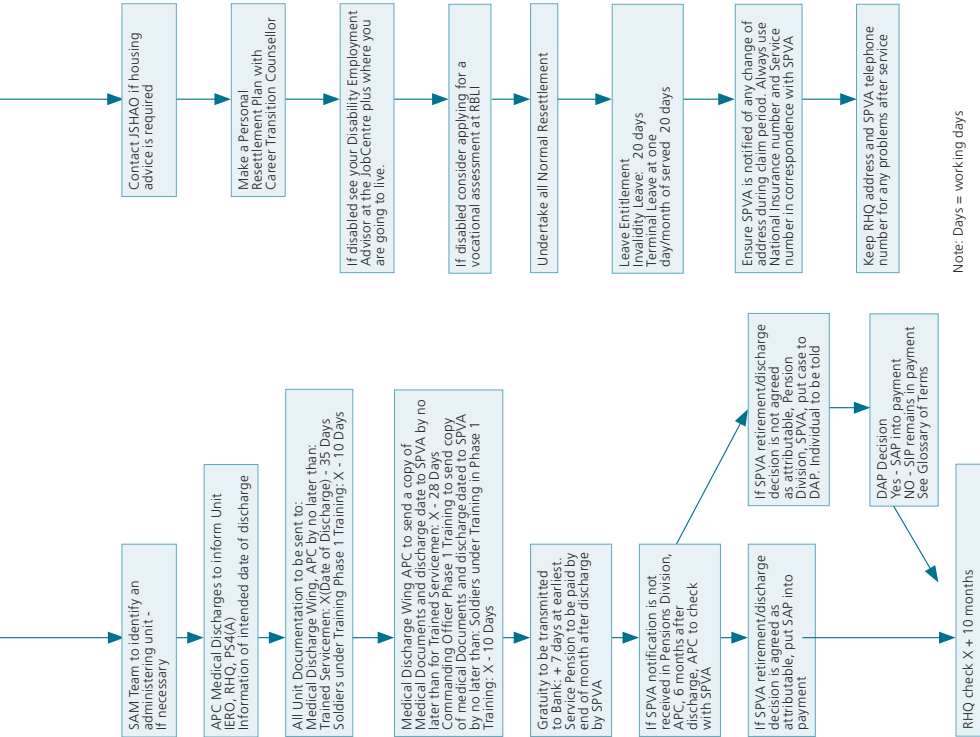 Contact JSHAO if housing
advice is required
Make a Personal
Resettlement Plan with
Career Transition Counsellor
If disabled see your Disability Employment
Advisor at the JobCentre plus where you
are going to live.
If disabled consider applying for a
vocational assessment at RBLI
Undertake all Normal Resettlement
Leave Entitlement
Invalidity Leave: 20 days
Terminal Leave at one
day/month of served 20 days
Ensure SPVA is notified of any change of
address during claim period. Always use
National Insurance number and Service
number in correspondence with SPVA
Keep RHQ address and SPVA telephone
number for any problems after service
Note: Days = working days
SAM Team to identify an
administering unit -
If necessary
APC Medical Discharges to inform Unit
IERO, RHQ, PS4(A)
Information of intended date of discharge
All Unit Documentation to be sent to:
Medical Discharge Wing, APC by no later than:
Trained Servicemen: X(Date of Discharge) - 35 Days
Soldiers under Training Phase 1 Training: X - 10 Days
Medical Discharge Wing APC to send a copy of
Medical Documents and discharge date to SPVA by no
later than for Trained Servicemen: X - 28 Days
Commanding Officer Phase 1 Training to send copy
of medical Documents and discharge dated to SPVA
by no later than: Soldiers under Training in Phase 1
Training: X - 10 Days
Gratuity to be transmitted
to Bank: + 7 days at earliest.
Service Pension to be paid by
end of month after discharge
by SPVA
If SPVA notification is not
received in Pensions Division,
APC, 6 months after
discharge, APC to check
with SPVA
If SPVA retirement/discharge
decision is not agreed
as attributable, Pension
Division, SPVA, put case to
DAP. Individual to be told
If SPVA retirement/discharge
decision is agreed as
attributable, put SAP into
payment
DAP Decision
Yes - SAP into payment
NO - SIP remains in payment
See Glossary of Terms
RHQ check X + 10 months